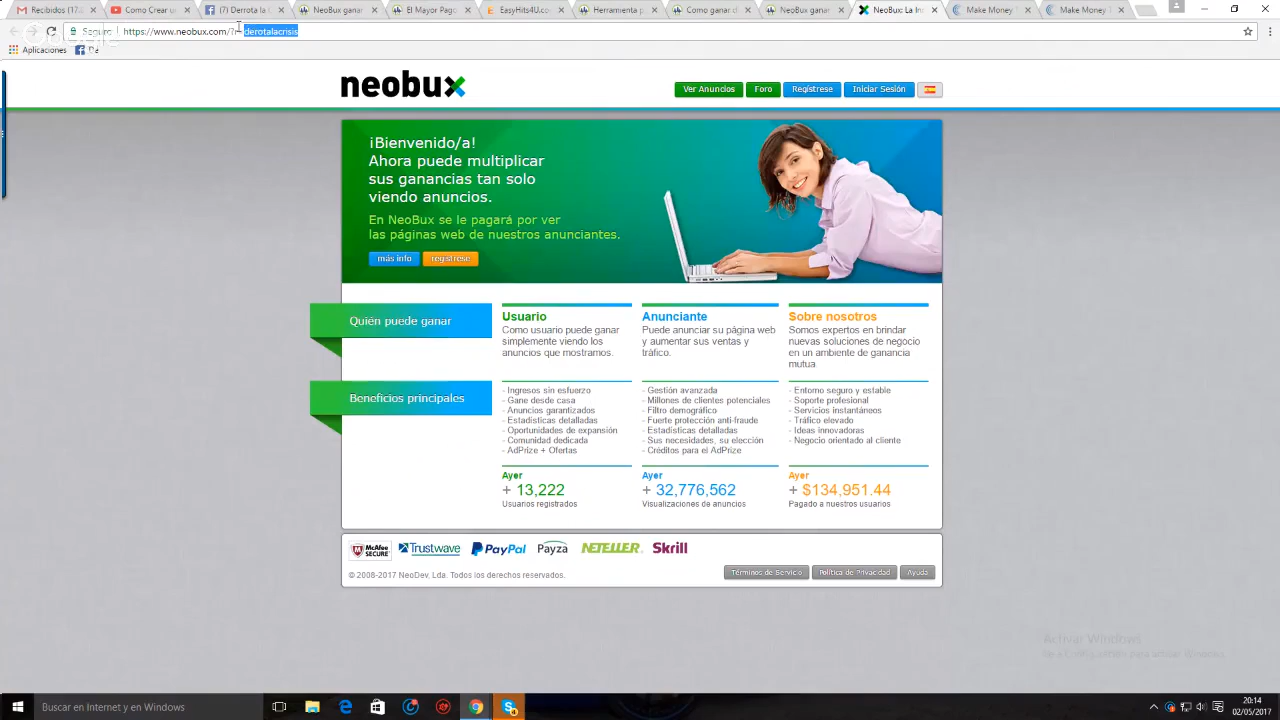 Recibidos (17
Como Crear un
(7) Derrota la C
NeoBux ganar
El Mayor Pago
EasyHits4U.co
Herramienta p
Como ganar d
NeoBux ganar
NeoBux: La Ins
Make Money T
Make Money T
Seguro https://www.neobux.com/?r=derotalacrisis
Aplicaciones
neobux
Ver Anuncios Foro Regístrese Iniciar Sesión
¡Bienvenido/a!
Ahora puede multiplicar
sus ganancias tan solo
viendo anuncios.
En NeoBux se le pagará por ver
las páginas web de nuestros anunciantes.
más info regístrese
Quién puede ganar
Usuario
Como usuario puede ganar
simplemente viendo los
anuncios que mostramos.
Anunciante
Puede anunciar su página web
y aumentar sus ventas y
tráfico.
Sobre nosotros
Somos expertos en brindar
nuevas soluciones de negocio
en un ambiente de ganancia
mutua.
Beneficios principales
- Ingresos sin esfuerzo
- Gane desde casa
- Anuncios garantizados
- Estadísticas detalladas
- Oportunidades de expansión
- Comunidad dedicada
- AdPrize + Ofertas
- Gestión avanzada
- Millones de clientes potenciales
- Filtro demográfico
- Fuerte protección anti-fraude
- Estadísticas detalladas
- Sus necesidades, su elección
- Créditos para el AdPrize
- Entorno seguro y estable
- Soporte profesional
- Servicios instantáneos
- Tráfico elevado
- Ideas innovadoras
- Negocio orientado al cliente
Ayer
+ 13,222
Usuarios registrados
Ayer
+ 32,776,562
Visualizaciones de anuncios
Ayer
+ $134,951.44
Pagado a nuestros usuarios
McAfee SECURE Trustwave PayPal Payza NETELLER Skrill
© 2008-2017 NeoDev, Lda. Todos los derechos reservados.
Términos de Servicio Política de Privacidad Ayuda
Activar Windows
Buscar en Internet y en Windows
20:14
02/05/2017